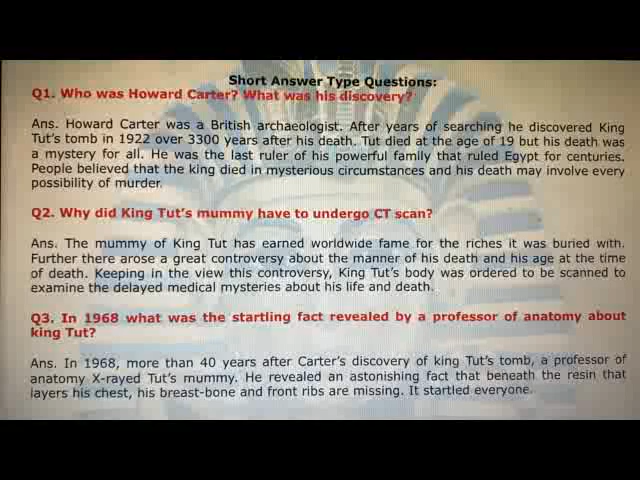 Short Answer Type Questions:
Q1. Who was Howard Carter? What was his discovery?
Ans. Howard Carter was a British archaeologist. After years of searching he discovered King
Tut's tomb in 1922 over 3300 years after his death. Tut died at the age of 19 but his death was
a mystery for all. He was the last ruler of his powerful family that ruled Egypt for centuries.
People believed that the king died in mysterious circumstances and his death may involve every
possibility of murder.
Q2. Why did King Tut's mummy have to undergo CT scan?
Ans. The mummy of King Tut has earned worldwide fame for the riches it was buried with.
Further there arose a great controversy about the manner of his death and his age at the time
of death. Keeping in the view this controversy, King Tut's body was ordered to be scanned to
examine the delayed medical mysteries about his life and death.
Q3. In 1968 what was the startling fact revealed by a professor of anatomy about
king Tut?
Ans. In 1968, more than 40 years after Carter's discovery of king Tut's tomb, a professor of
anatomy X-rayed Tut's mummy. He revealed an astonishing fact that beneath the resin that
layers his chest, his breast-bone and front ribs are missing. It startled everyone.